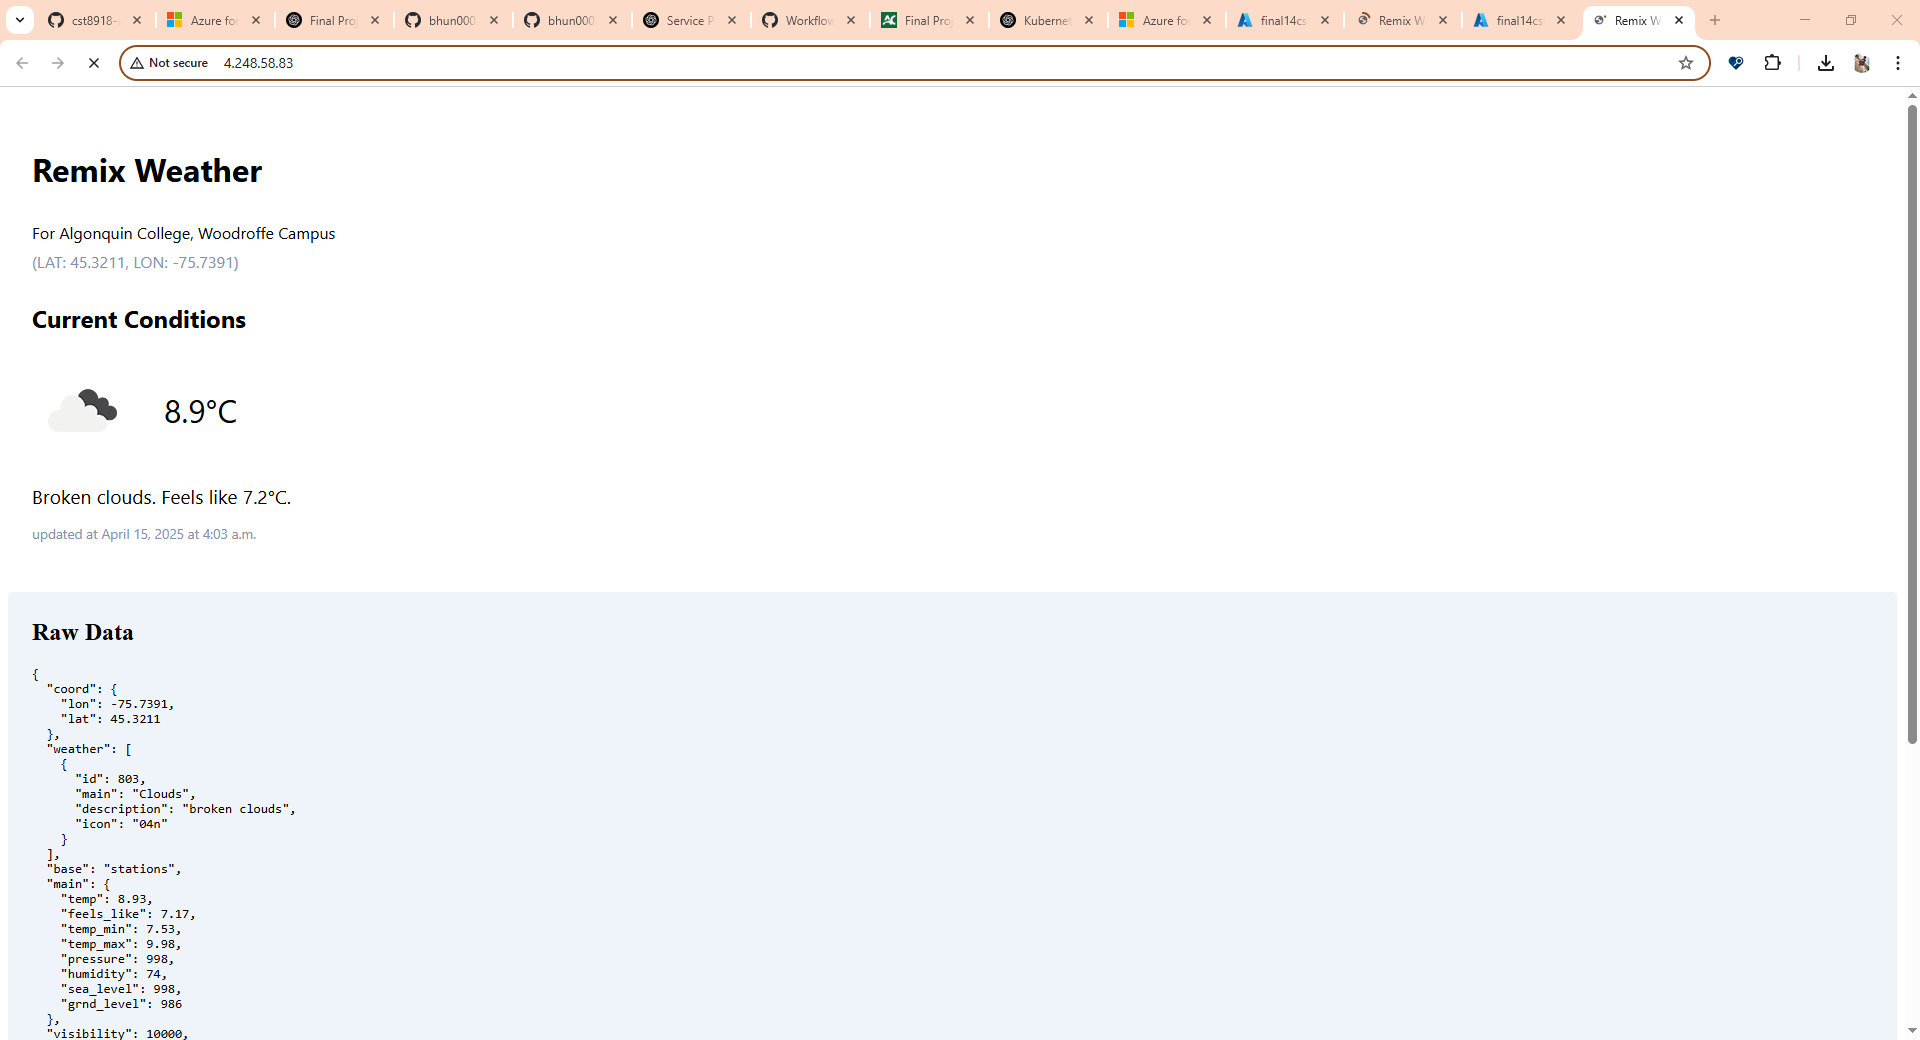 cst8918-
Azure fo
Final Pro
bhun000
bhun000
Service P
Workflow
Final Pro
Kubernet
Azure fo
final14cs
Remix W
final14cs
Remix W
Not secure
4.248.58.83
Remix Weather
For Algonquin College, Woodroffe Campus
(LAT: 45.3211, LON: -75.7391)
Current Conditions
8.9°C
Broken clouds. Feels like 7.2°C.
updated at April 15, 2025 at 4:03 a.m.
Raw Data
{
  "coord": {
    "lon": -75.7391,
    "lat": 45.3211
  },
  "weather": [
    {
      "id": 803,
      "main": "Clouds",
      "description": "broken clouds",
      "icon": "04n"
    }
  ],
  "base": "stations",
  "main": {
    "temp": 8.93,
    "feels_like": 7.17,
    "temp_min": 7.53,
    "temp_max": 9.98,
    "pressure": 998,
    "humidity": 74,
    "sea_level": 998,
    "grnd_level": 986
  },
  "visibility": 10000,